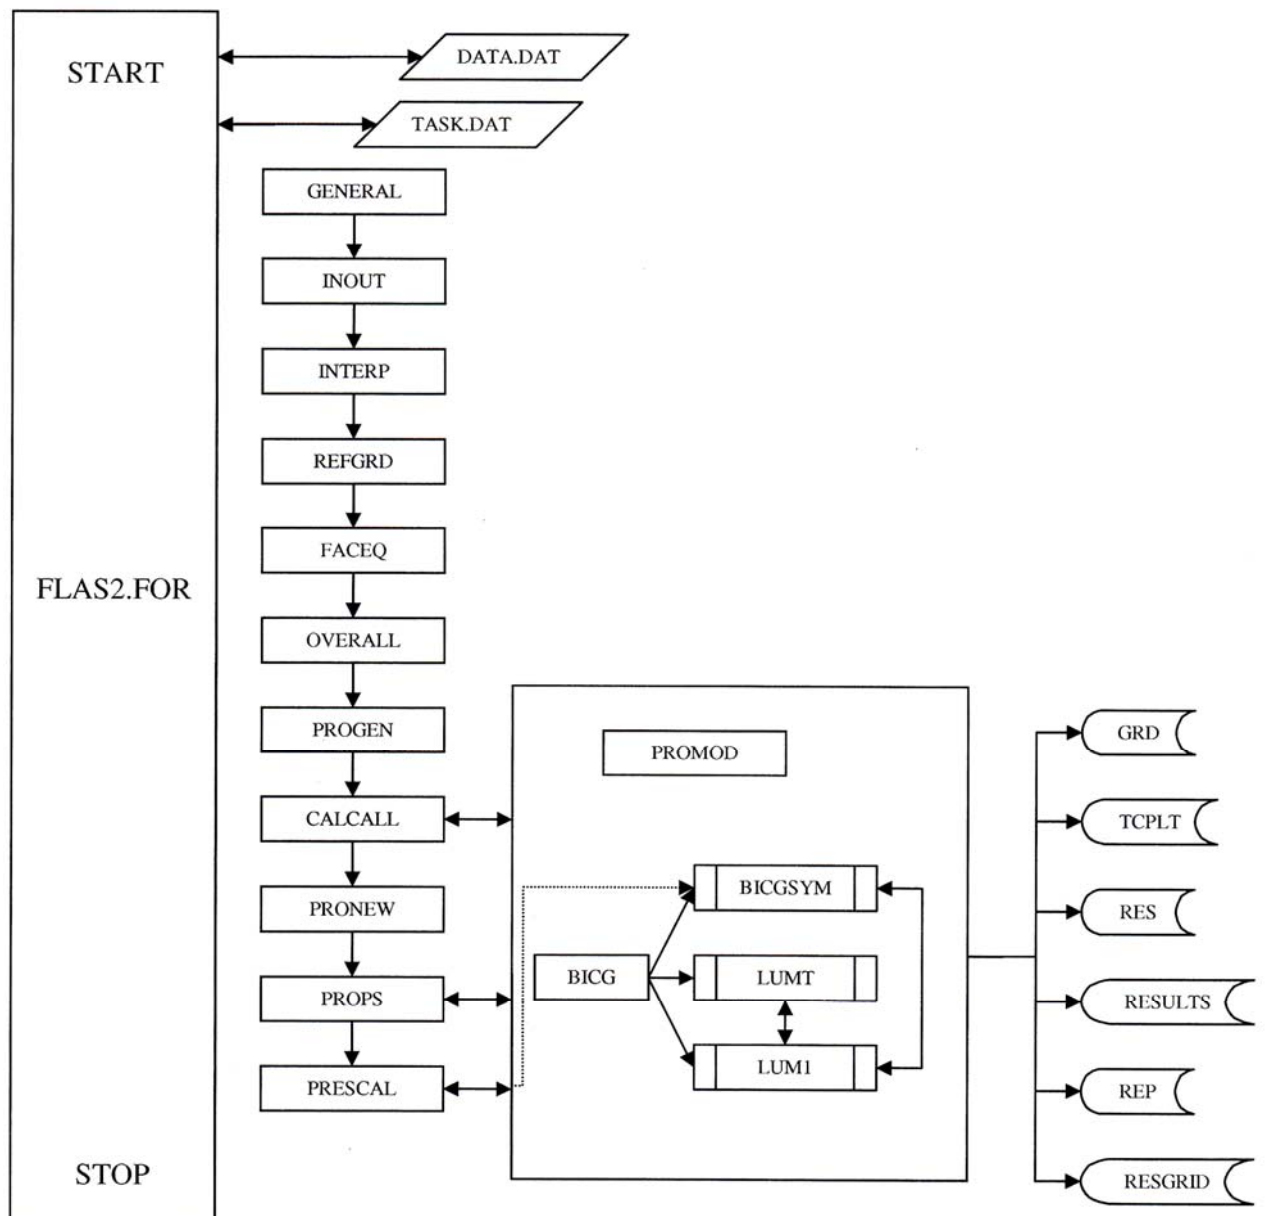 START
DATA.DAT
TASK.DAT
GENERAL
INOUT
INTERP
REFGRD
FACEQ
FLAS2.FOR
OVERALL
PROGEN
CALCALL
PRONEW
PROPS
PRESCAL
STOP
PROMOD
BICGSYM
BICG
LUMT
LUM1
GRD
TCPLT
RES
RESULTS
REP
RESGRID